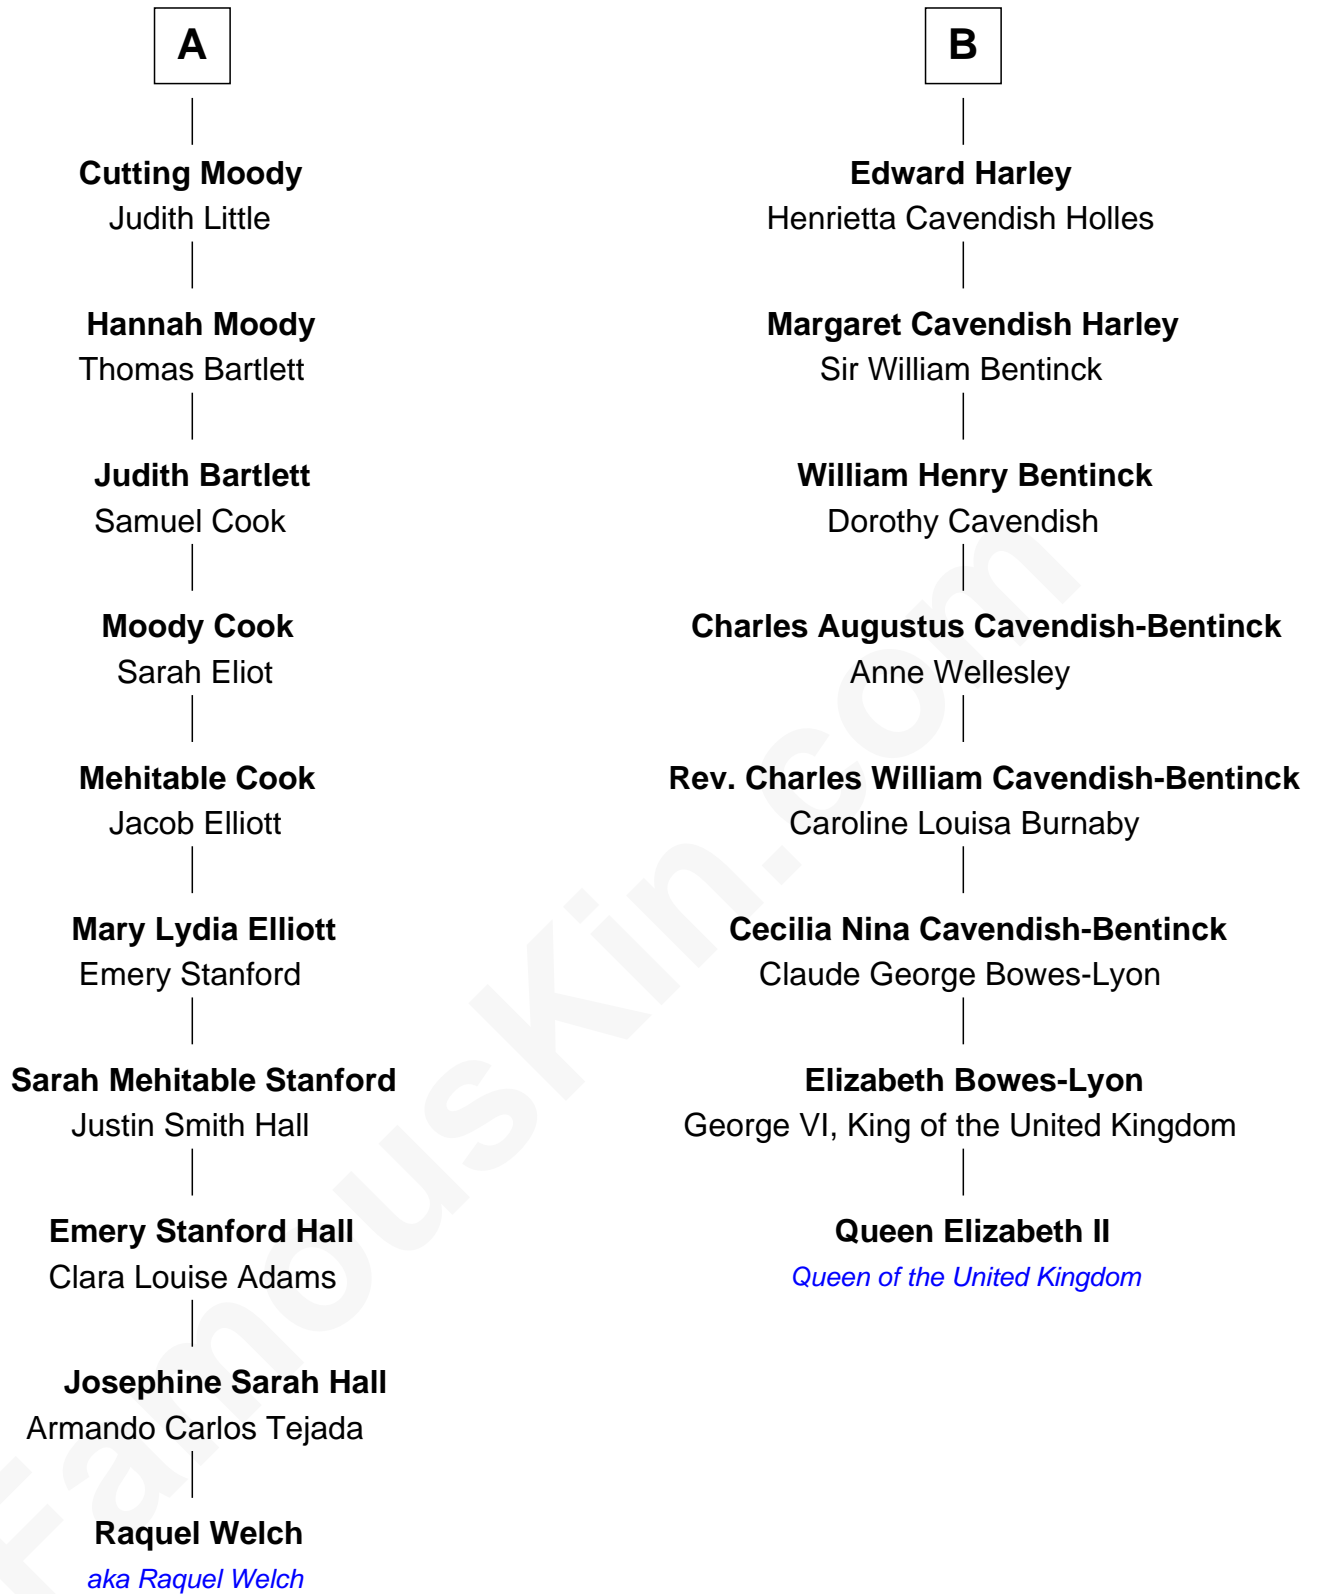 A
Cutting Moody
Judith Little
Hannah Moody
Thomas Bartlett
Judith Bartlett
Samuel Cook
Moody Cook
Sarah Eliot
Mehitable Cook
Jacob Elliott
Mary Lydia Elliott
Emery Stanford
Sarah Mehitable Stanford
Justin Smith Hall
Emery Stanford Hall
Clara Louise Adams
Josephine Sarah Hall
Armando Carlos Tejada
Raquel Welch
aka Raquel Welch
B
Edward Harley
Henrietta Cavendish Holles
Margaret Cavendish Harley
Sir William Bentinck
William Henry Bentinck
Dorothy Cavendish
Charles Augustus Cavendish-Bentinck
Anne Wellesley
Rev. Charles William Cavendish-Bentinck
Caroline Louisa Burnaby
Cecilia Nina Cavendish-Bentinck
Claude George Bowes-Lyon
Elizabeth Bowes-Lyon
George VI, King of the United Kingdom
Queen Elizabeth II
Queen of the United Kingdom
FamousKin.com